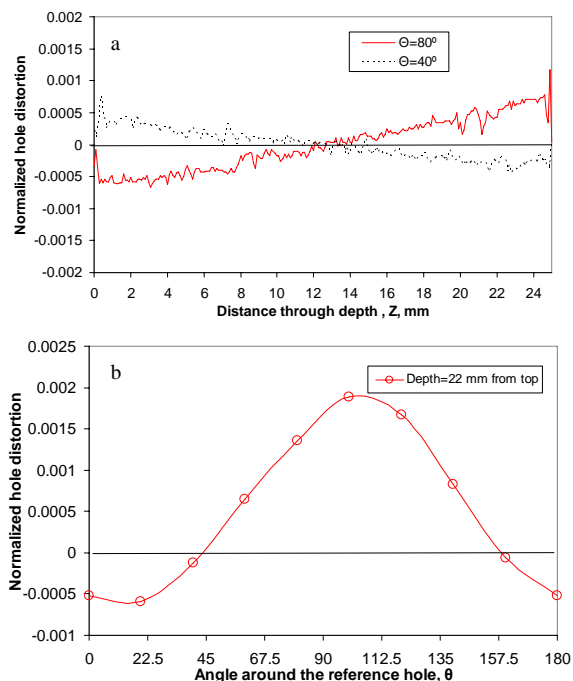 a
Θ=80º
Θ=40º
0.002
0.0015
0.001
0.0005
0
-0.0005
-0.001
-0.0015
-0.002
Normalized hole distortion
0 2 4 6 8 10 12 14 16 18 20 22 24
Distance through depth , Z, mm
b
Depth=22 mm from top
0.0025
0.002
0.0015
0.001
0.0005
0
-0.0005
-0.001
Normalized hole distortion
0 22.5 45 67.5 90 112.5 135 157.5 180
Angle around the reference hole, θ